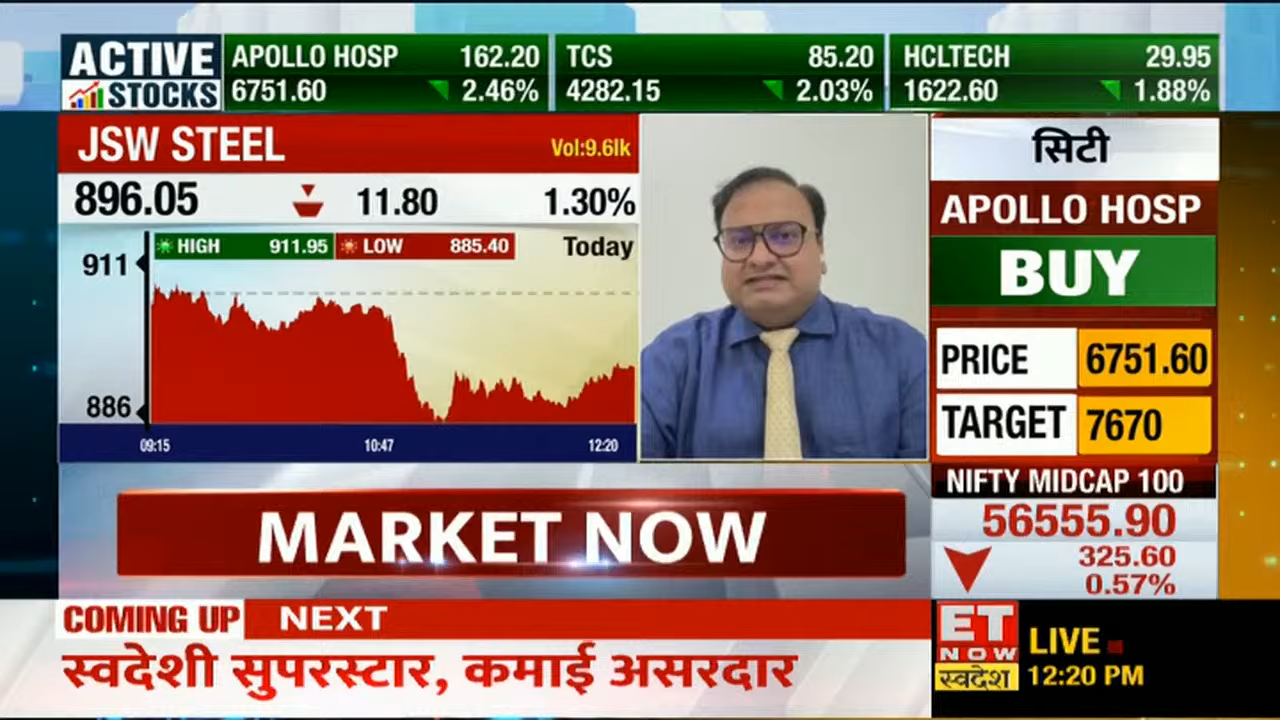 ACTIVE
STOCKS
APOLLO HOSP 162.20
6751.60 2.46%
TCS 85.20
4282.15 2.03%
HCLTECH 29.95
1622.60 1.88%
JSW STEEL Vol:9.6lk
896.05 11.80 1.30%
HIGH 911.95 LOW 885.40 Today
911
886
09:15 10:47 12:20
सिटी
APOLLO HOSP
BUY
PRICE 6751.60
TARGET 7670
NIFTY MIDCAP 100
56555.90
325.60
0.57%
MARKET NOW
COMING UP NEXT
स्वदेशी सुपरस्टार, कमाई असरदार
ET
NOW
स्वदेश
LIVE
12:20 PM